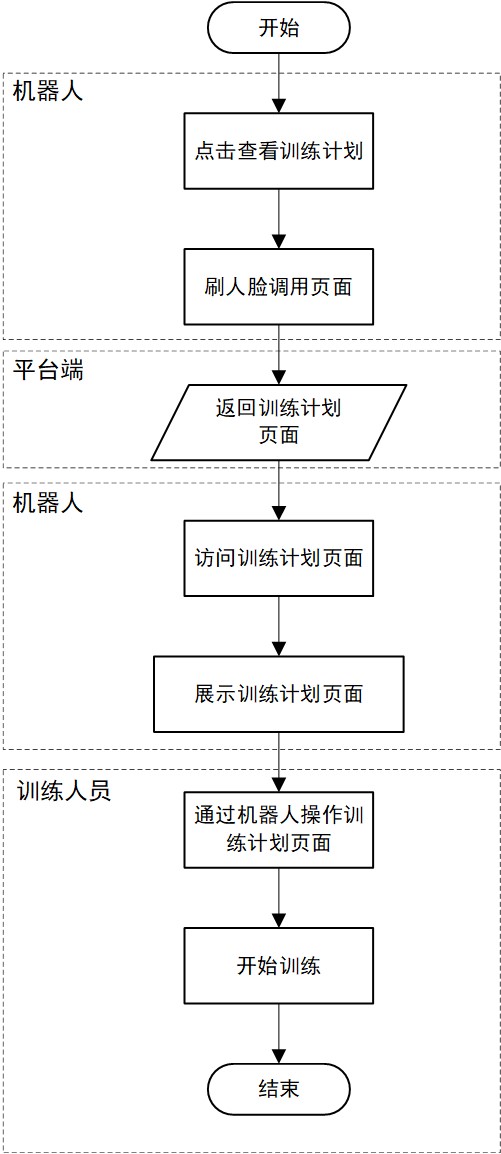 开始
机器人
点击查看训练计划
刷人脸调用页面
平台端
返回训练计划
页面
机器人
访问训练计划页面
展示训练计划页面
训练人员
通过机器人操作训
练计划页面
开始训练
结束